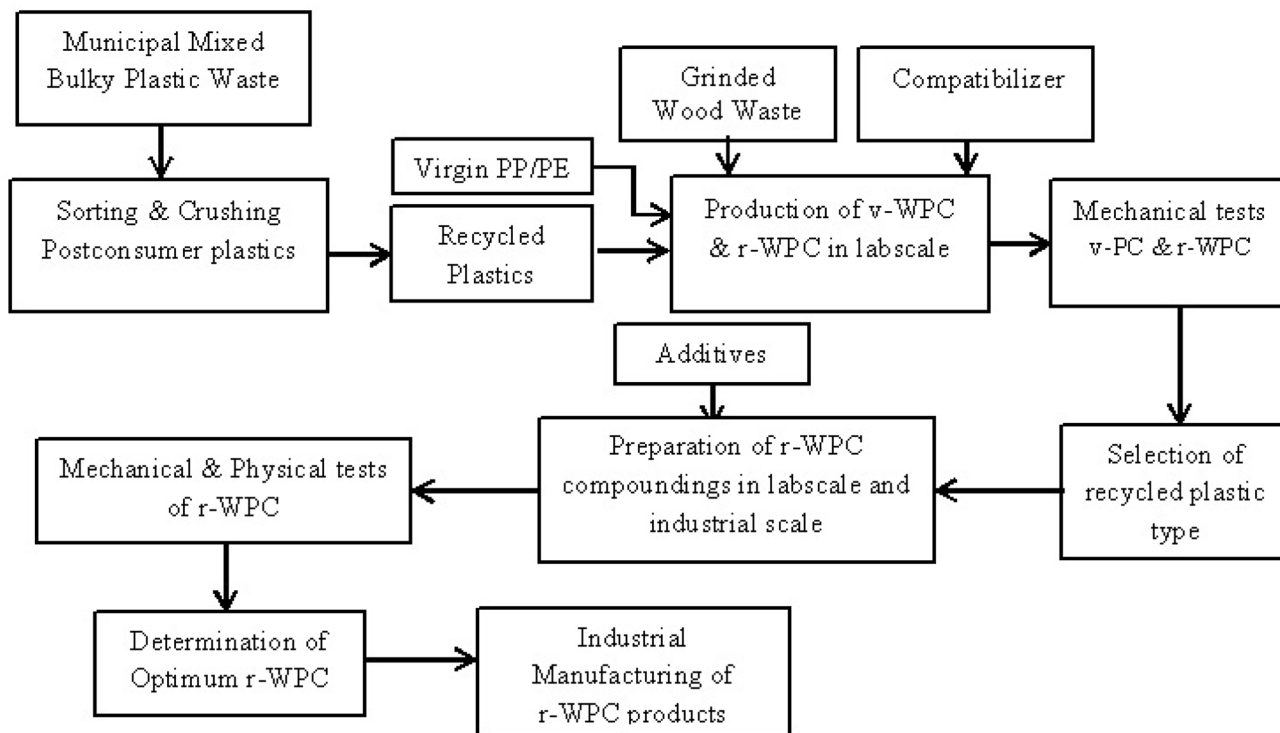 Municipal Mixed
Bulky Plastic Waste
Grinded
Wood Waste
Compatibilizer
Virgin PP/PE
Sorting & Crushing
Postconsumer plastics
Recycled
Plastics
Production of v-WPC
& r-WPC in labscale
Mechanical tests
v-PC & r-WPC
Additives
Mechanical & Physical tests
of r-WPC
Preparation of r-WPC
compoundings in labscale and
industrial scale
Selection of
recycled plastic
type
Determination of
Optimum r-WPC
Industrial
Manufacturing of
r-WPC products